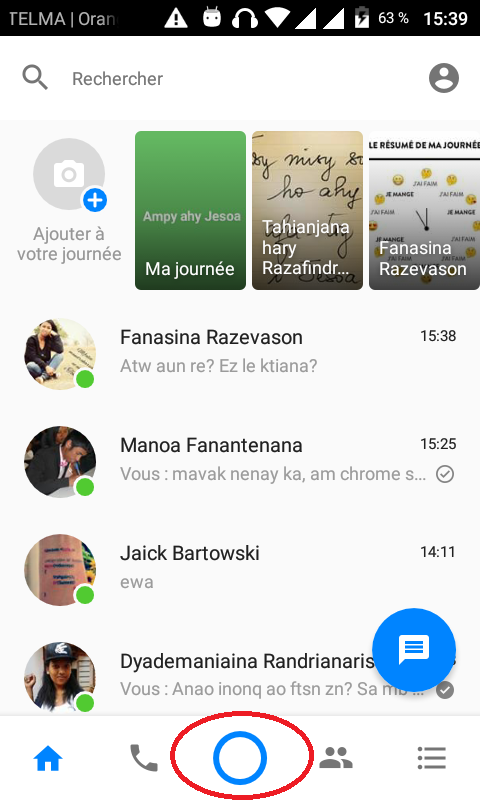 TELMA | Oran
63 %
15:39
Rechercher
Ajouter à
votre journée
Ampy ahy Jesoa
Ma journée
misy
ho ahy
Tahianjana
hary
Razafindr...
LE RÉSUMÉ DE MA JOURNÉE
J'AI FAIM
JE MANGE
J'AI FAIM
J'AI FAIM
JE MANGE
JE MANGE
J'AI FAIM
Fanasina
Razevason
Fanasina Razevason
15:38
Atw aun re? Ez le ktiana?
Manoa Fanantenana
15:25
Vous : mavak nenay ka, am chrome s...
Jaick Bartowski
14:11
ewa
Dyademaniaina Randrianaris
Vous : Anao inonq ao ftsn zn? Sa mb ...